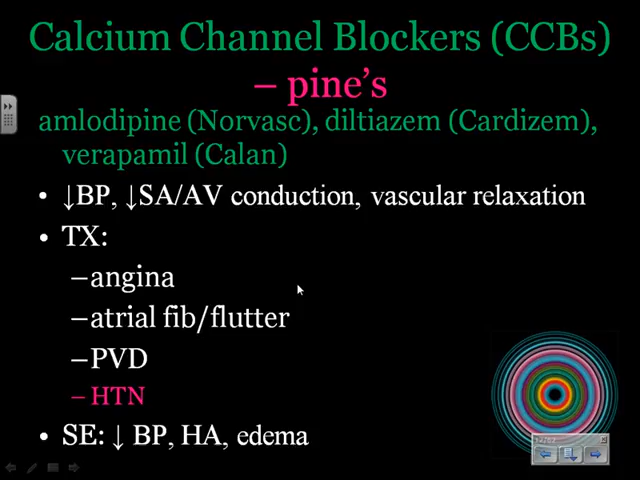 Calcium Channel Blockers (CCBs)
– pine's
amlodipine (Norvasc), diltiazem (Cardizem),
verapamil (Calan)
• ↓BP, ↓SA/AV conduction, vascular relaxation
• TX:
–angina
–atrial fib/flutter
–PVD
–HTN
• SE: ↓ BP, HA, edema